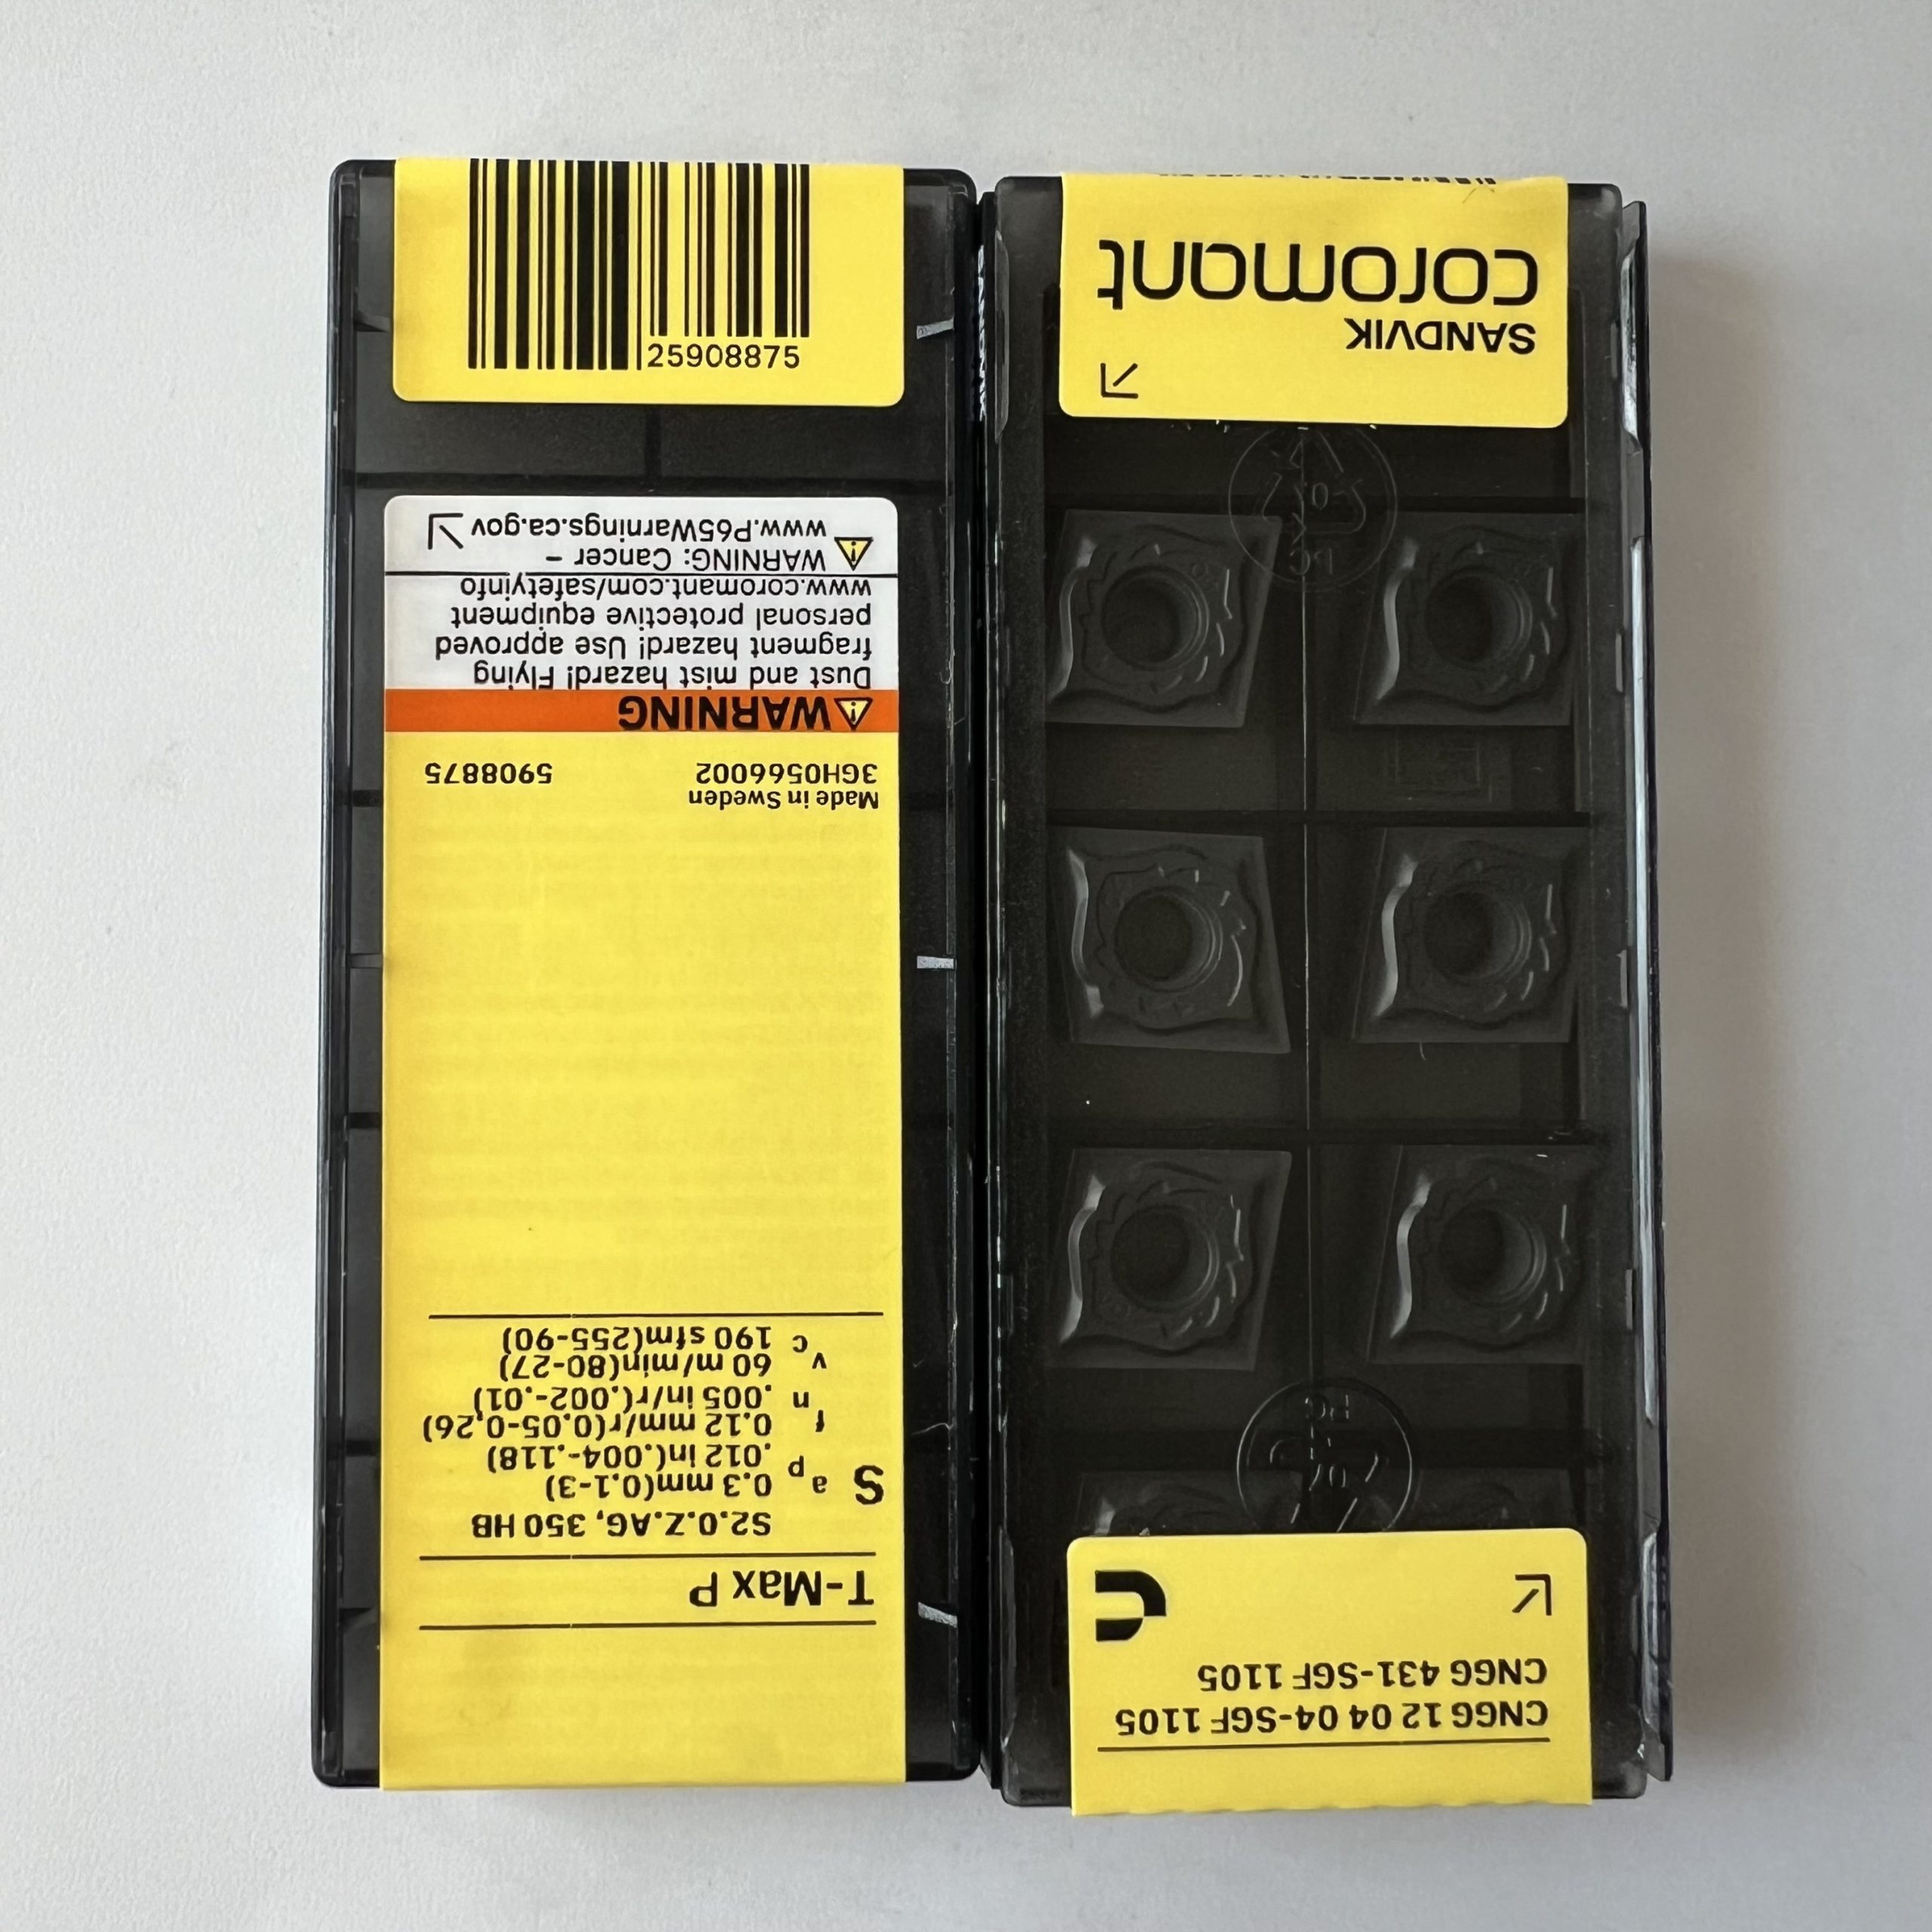 25908875
T-Max P
S2.0.Z.AG, 350 HB
S
ap 0.3 mm(0.1-3)
.012 in(.004-.118)
fn 0.12 mm/r(0.05-0.26)
.005 in/r(.002-.01)
vc 60 m/min(80-27)
190 sfm(255-90)
Made in Sweden
3GH0566002 5908875
WARNING
Dust and mist hazard! Flying
fragment hazard! Use approved
personal protective equipment
www.coromant.com/safetyinfo
WARNING: Cancer –
www.P65Warnings.ca.gov
CNGG 12 04 04-SGF 1105
CNGG 431-SGF 1105
PC
07
PC
07
SANDVIK
coromant